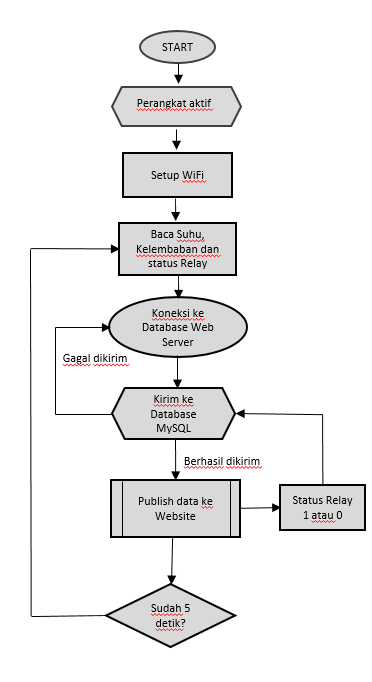 START
Perangkat aktif
Setup WiFi
Baca Suhu,
Kelembaban dan
status Relay
Koneksi ke
Database Web
Server
Gagal dikirim
Kirim ke
Database
MySQL
Berhasil dikirim
Publish data ke
Website
Status Relay
1 atau 0
Sudah 5
detik?